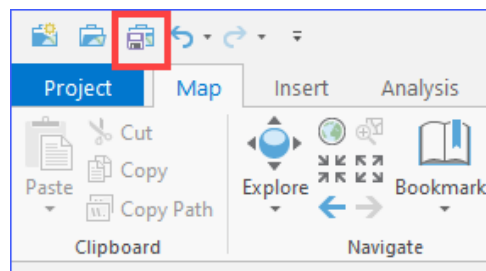 Project Map Insert Analysis
Cut
Copy
Paste
Copy Path
Explore
Bookmark
Clipboard
Navigate